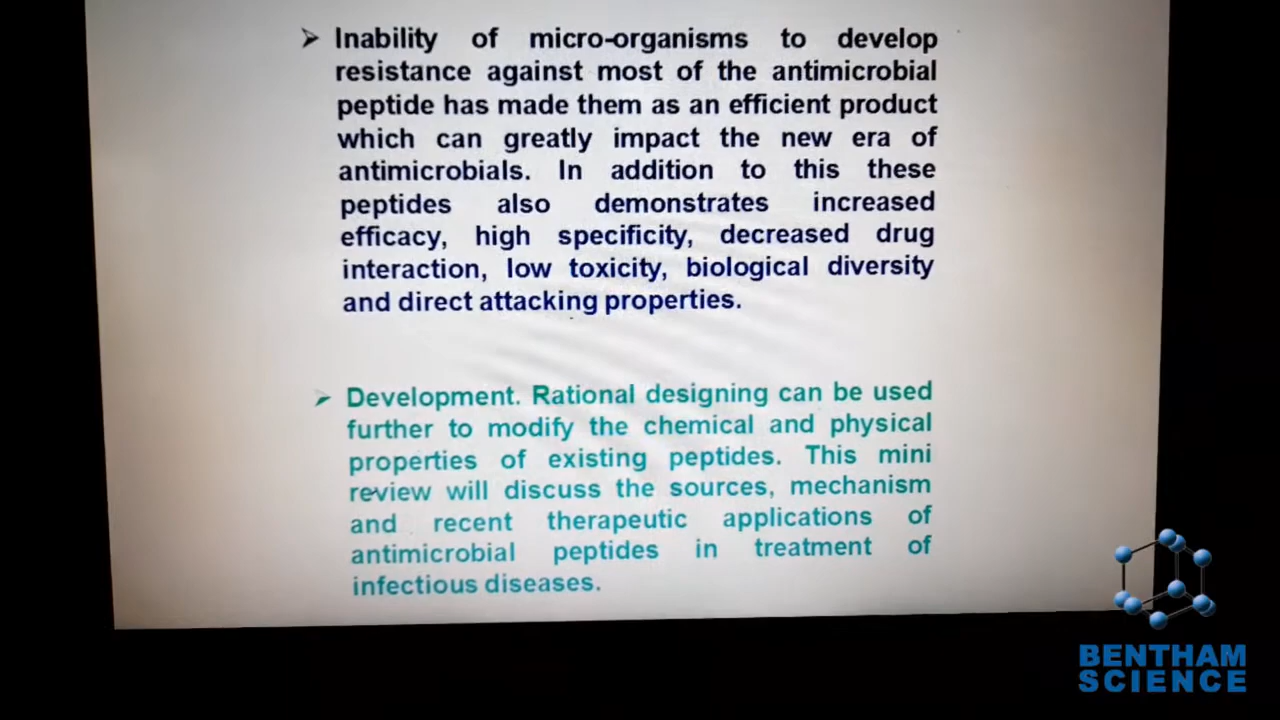 Inability of micro-organisms to develop
resistance against most of the antimicrobial
peptide has made them as an efficient product
which can greatly impact the new era of
antimicrobials. In addition to this these
peptides also demonstrates increased
efficacy, high specificity, decreased drug
interaction, low toxicity, biological diversity
and direct attacking properties.
Development. Rational designing can be used
further to modify the chemical and physical
properties of existing peptides. This mini
review will discuss the sources, mechanism
and recent therapeutic applications of
antimicrobial peptides in treatment of
infectious diseases.
BENTHAM
SCIENCE